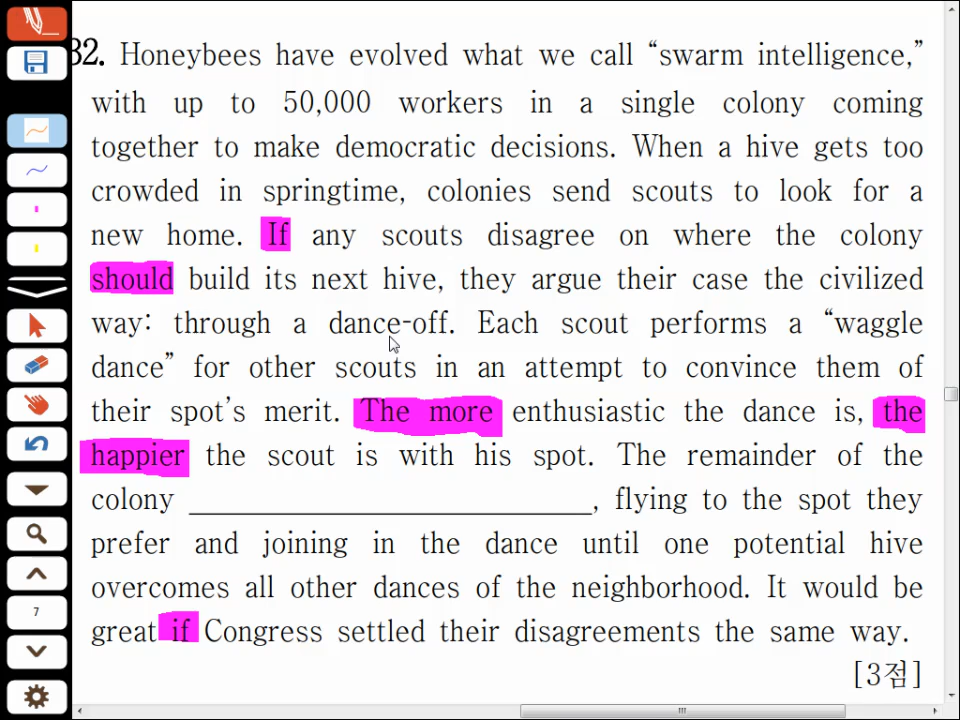 32. Honeybees have evolved what we call “swarm intelligence,”
with up to 50,000 workers in a single colony coming
together to make democratic decisions. When a hive gets too
crowded in springtime, colonies send scouts to look for a
new home. If any scouts disagree on where the colony
should build its next hive, they argue their case the civilized
way: through a dance-off. Each scout performs a “waggle
dance” for other scouts in an attempt to convince them of
their spot’s merit. The more enthusiastic the dance is, the
happier the scout is with his spot. The remainder of the
colony ____________________________, flying to the spot they
prefer and joining in the dance until one potential hive
overcomes all other dances of the neighborhood. It would be
great if Congress settled their disagreements the same way.
[3점]
7